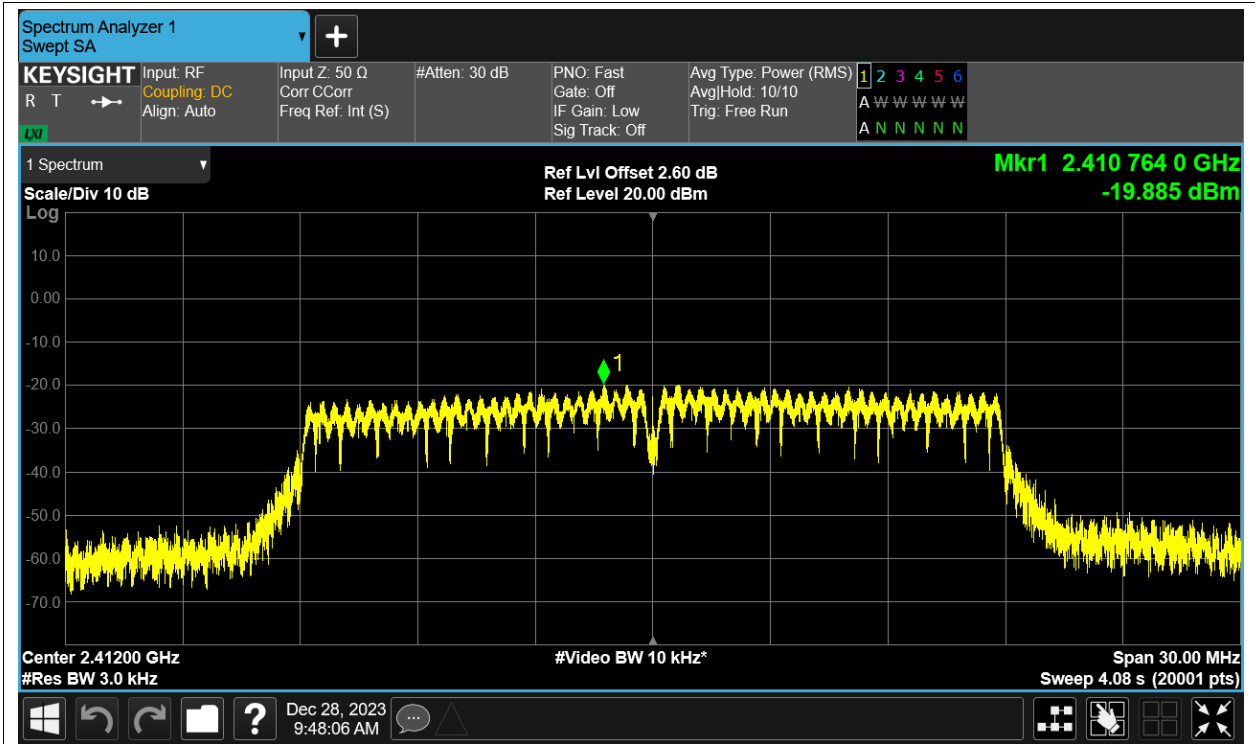 Spectrum Analyzer 1
Swept SA
KEYSIGHT
R T
LXI
Input: RF
Coupling: DC
Align: Auto
Input Z: 50 Ω
Corr CCorr
Freq Ref: Int (S)
#Atten: 30 dB
PNO: Fast
Gate: Off
IF Gain: Low
Sig Track: Off
Avg Type: Power (RMS)
Avg|Hold: 10/10
Trig: Free Run
1 2 3 4 5 6
A W W W W W
A N N N N N
1 Spectrum
Scale/Div 10 dB
Log
Ref Lvl Offset 2.60 dB
Ref Level 20.00 dBm
Mkr1 2.410 764 0 GHz
-19.885 dBm
10.0
0.00
-10.0
1
-20.0
-30.0
-40.0
-50.0
-60.0
-70.0
Center 2.41200 GHz
#Video BW 10 kHz*
Span 30.00 MHz
#Res BW 3.0 kHz
Sweep 4.08 s (20001 pts)
?
Dec 28, 2023
9:48:06 AM